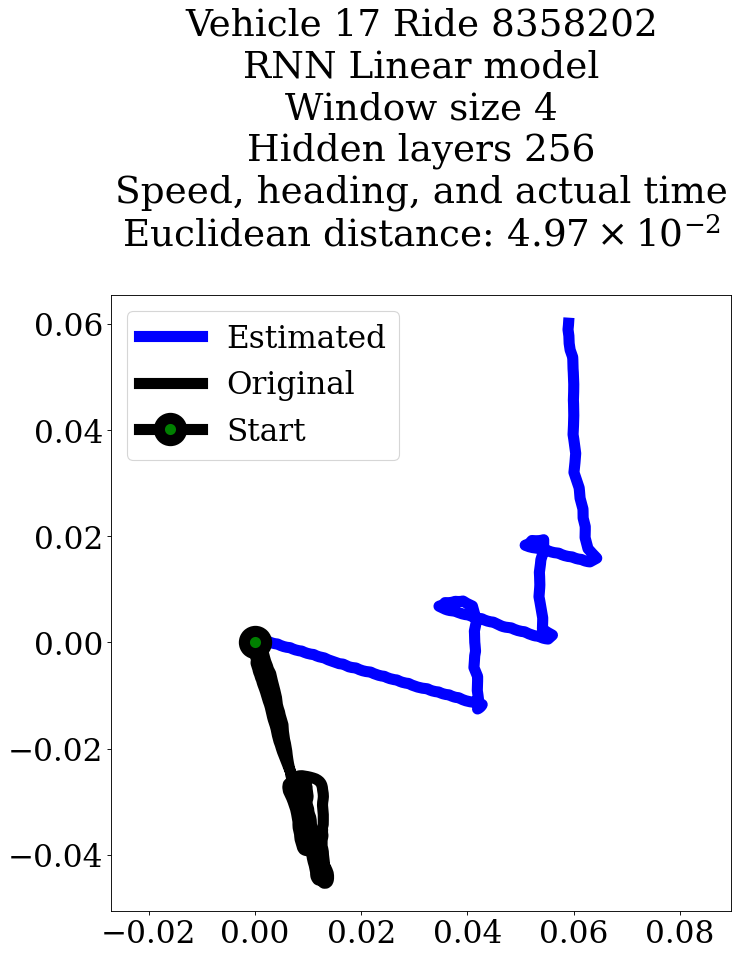 Vehicle 17 Ride 8358202
RNN Linear model
Window size 4
Hidden layers 256
Speed, heading, and actual time
Euclidean distance: 4.97 × 10⁻²
Estimated
Original
Start
0.06
0.04
0.02
0.00
−0.02
−0.04
−0.02 0.00 0.02 0.04 0.06 0.08